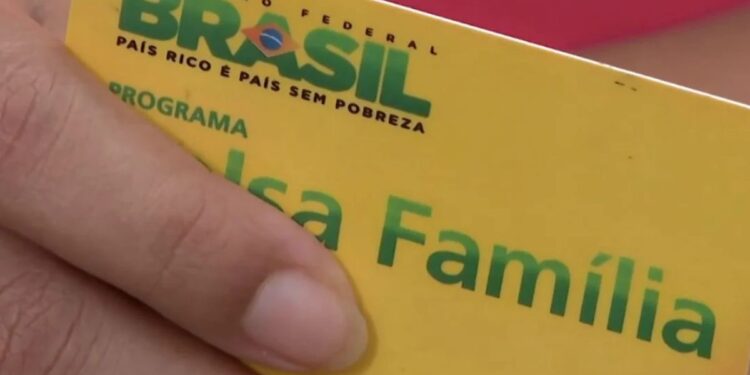 FEDERAL
BRASIL
PAÍS RICO É PAÍS SEM POBREZA
PROGRAMA
lsa Família